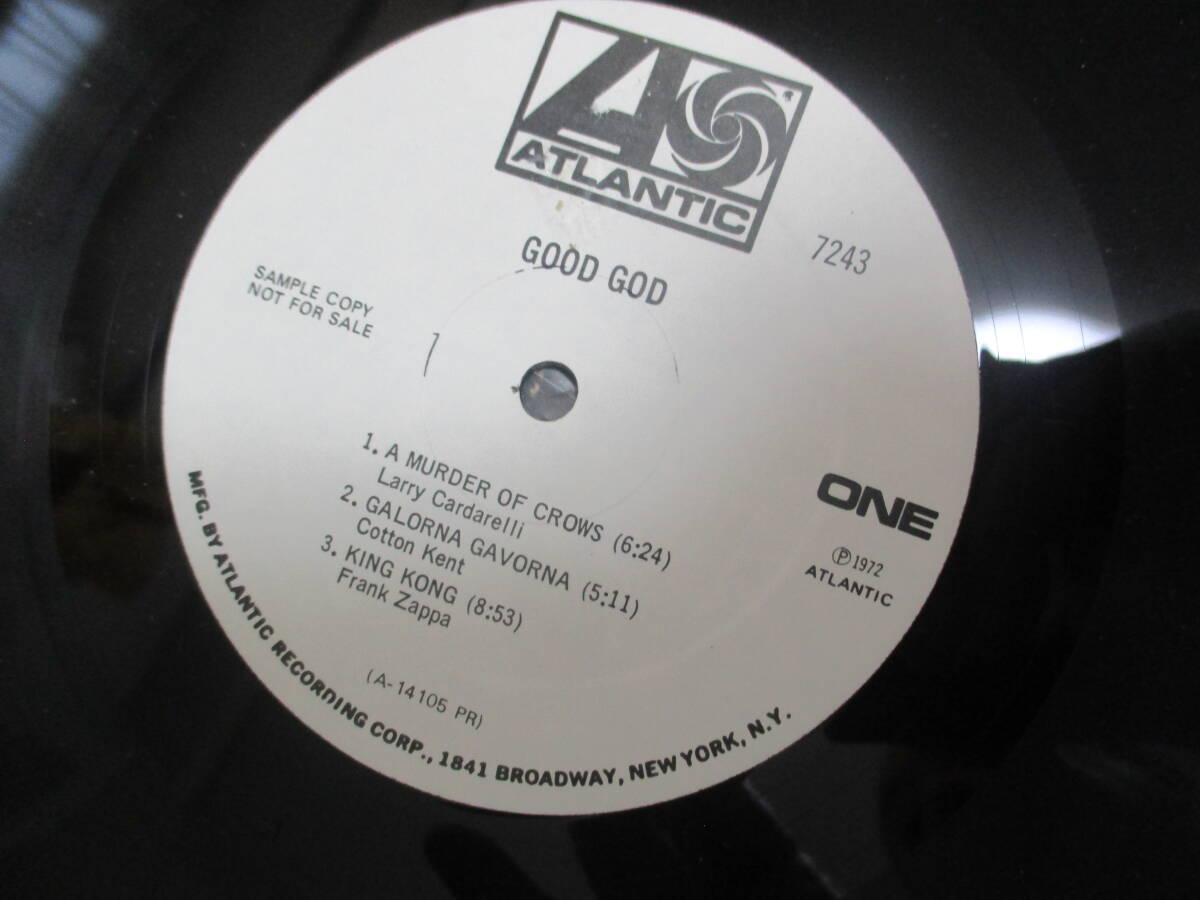 ATLANTIC
7243
GOOD GOD
SAMPLE COPY
NOT FOR SALE
1. A MURDER OF CROWS (6:24)
Larry Cardarelli
2. GALORNA GAVORNA (5:11)
Cotton Kent
3. KING KONG (8:53)
Frank Zappa
ONE
Ⓟ1972
ATLANTIC
(A-14105 PR)
MFG. BY ATLANTIC RECORDING CORP., 1841 BROADWAY, NEW YORK, N.Y.